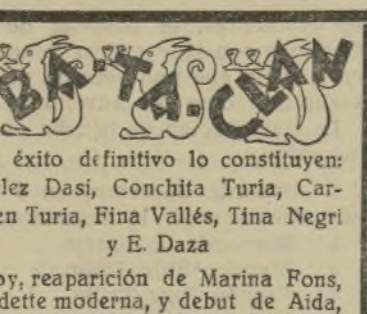 BA-TA-CLAN
éxito definitivo lo constituyen:
lez Dasi, Conchita Turia, Car-
en Turia, Fina Vallés, Tina Negri
y E. Daza
oy, reaparición de Marina Fons,
dette moderna, y debut de Aida,